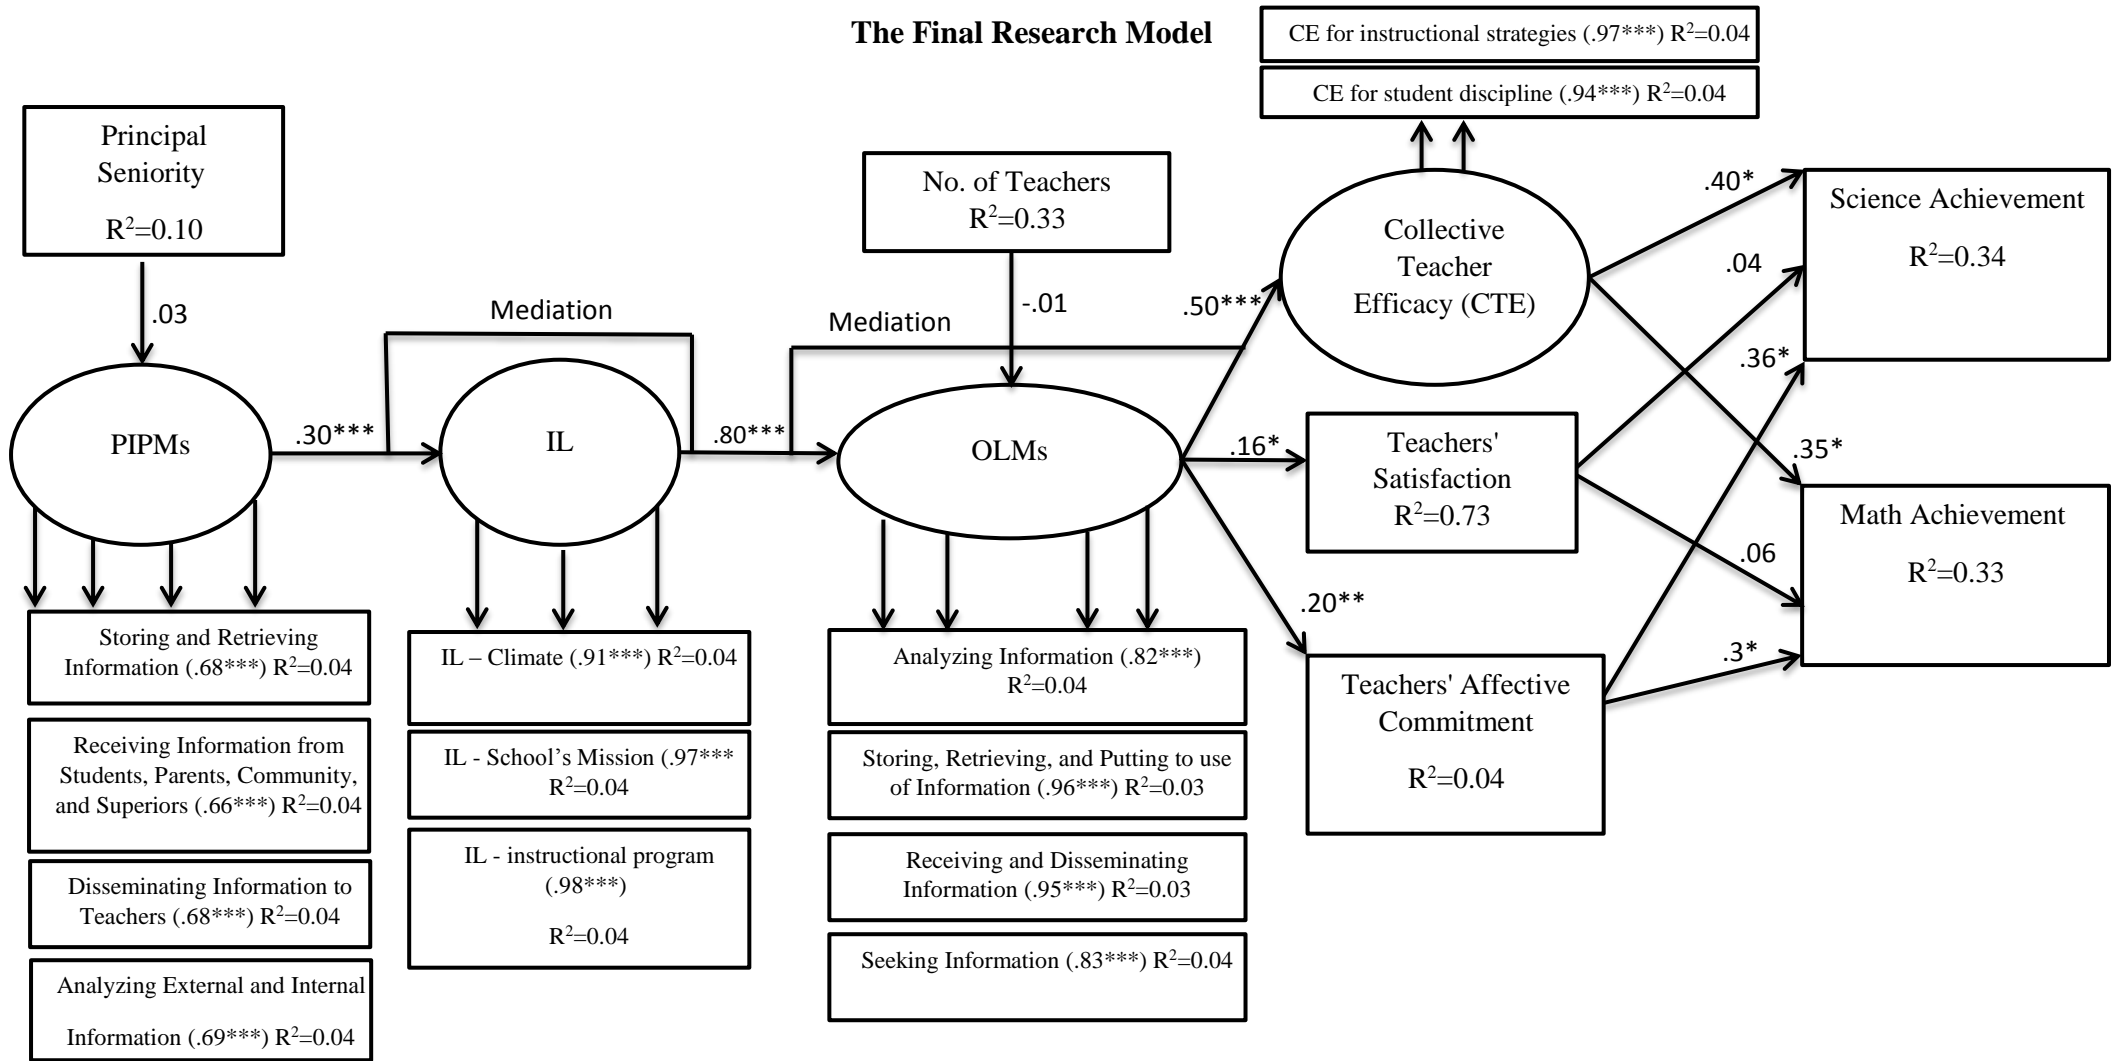 The Final Research Model
CE for instructional strategies (.97***) R²=0.04
CE for student discipline (.94***) R²=0.04
Principal
Seniority
R²=0.10
.03
No. of Teachers
R²=0.33
-.01
Mediation
Mediation
PIPMs
.30***
IL
.80***
OLMs
.50***
.16*
.20**
Collective
Teacher
Efficacy (CTE)
Teachers'
Satisfaction
R²=0.73
Teachers' Affective
Commitment
R²=0.04
.40*
.04
.36*
.35*
.06
.3*
Science Achievement
R²=0.34
Math Achievement
R²=0.33
Storing and Retrieving
Information (.68***) R²=0.04
Receiving Information from
Students, Parents, Community,
and Superiors (.66***) R²=0.04
Disseminating Information to
Teachers (.68***) R²=0.04
Analyzing External and Internal
Information (.69***) R²=0.04
IL – Climate (.91***) R²=0.04
IL - School’s Mission (.97***
R²=0.04
IL - instructional program
(.98***)
R²=0.04
Analyzing Information (.82***)
R²=0.04
Storing, Retrieving, and Putting to use
of Information (.96***) R²=0.03
Receiving and Disseminating
Information (.95***) R²=0.03
Seeking Information (.83***) R²=0.04